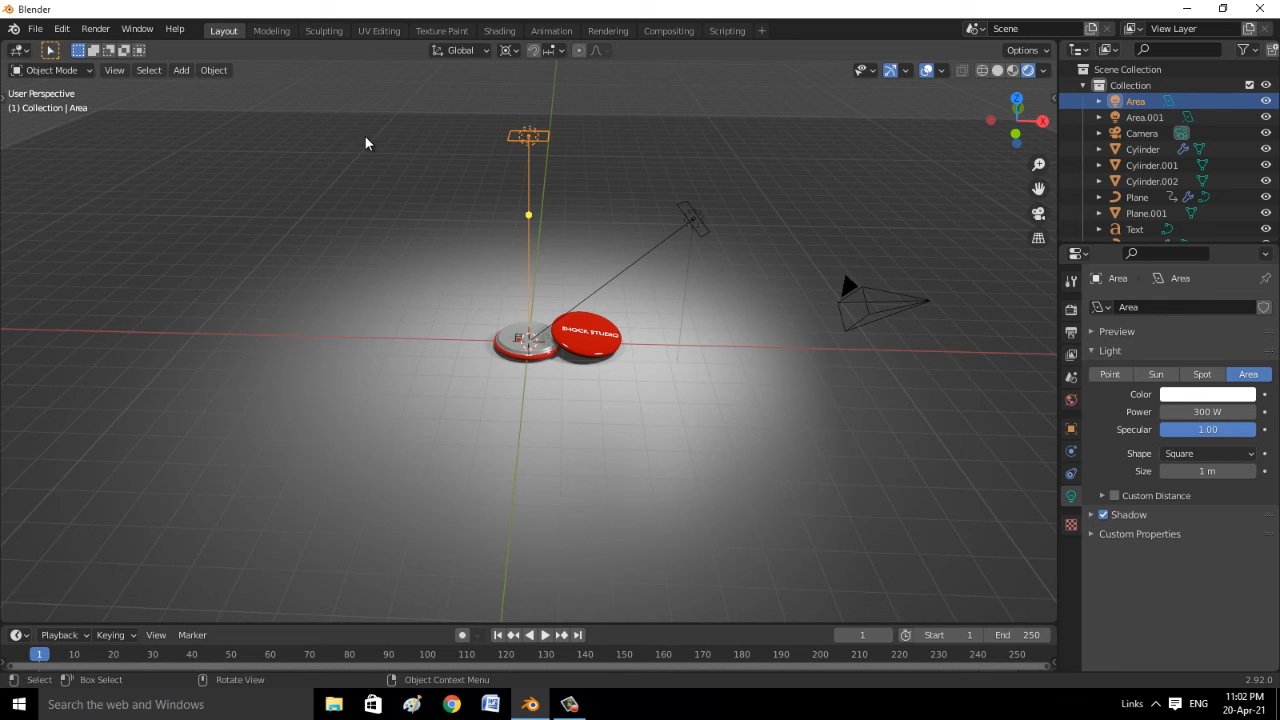 Blender
File Edit Render Window Help
Layout Modeling Sculpting UV Editing Texture Paint Shading Animation Rendering Compositing Scripting +
Scene
View Layer
Global
Options
Object Mode View Select Add Object
User Perspective
(1) Collection | Area
Z
X
SHOCK STUDIO
Scene Collection
Collection
Area
Area.001
Camera
Cylinder
Cylinder.001
Cylinder.002
Plane
Plane.001
Text
Area Area
Area
Preview
Light
Point Sun Spot Area
Color
Power 300 W
Specular 1.00
Shape Square
Size 1 m
Custom Distance
Shadow
Custom Properties
Playback Keying View Marker
1 Start 1 End 250
1 10 20 30 40 50 60 70 80 90 100 110 120 130 140 150 160 170 180 190 200 210 220 230 240 250
Select Box Select Rotate View Object Context Menu 2.92.0
Search the web and Windows
Links ENG 11:02 PM
20-Apr-21